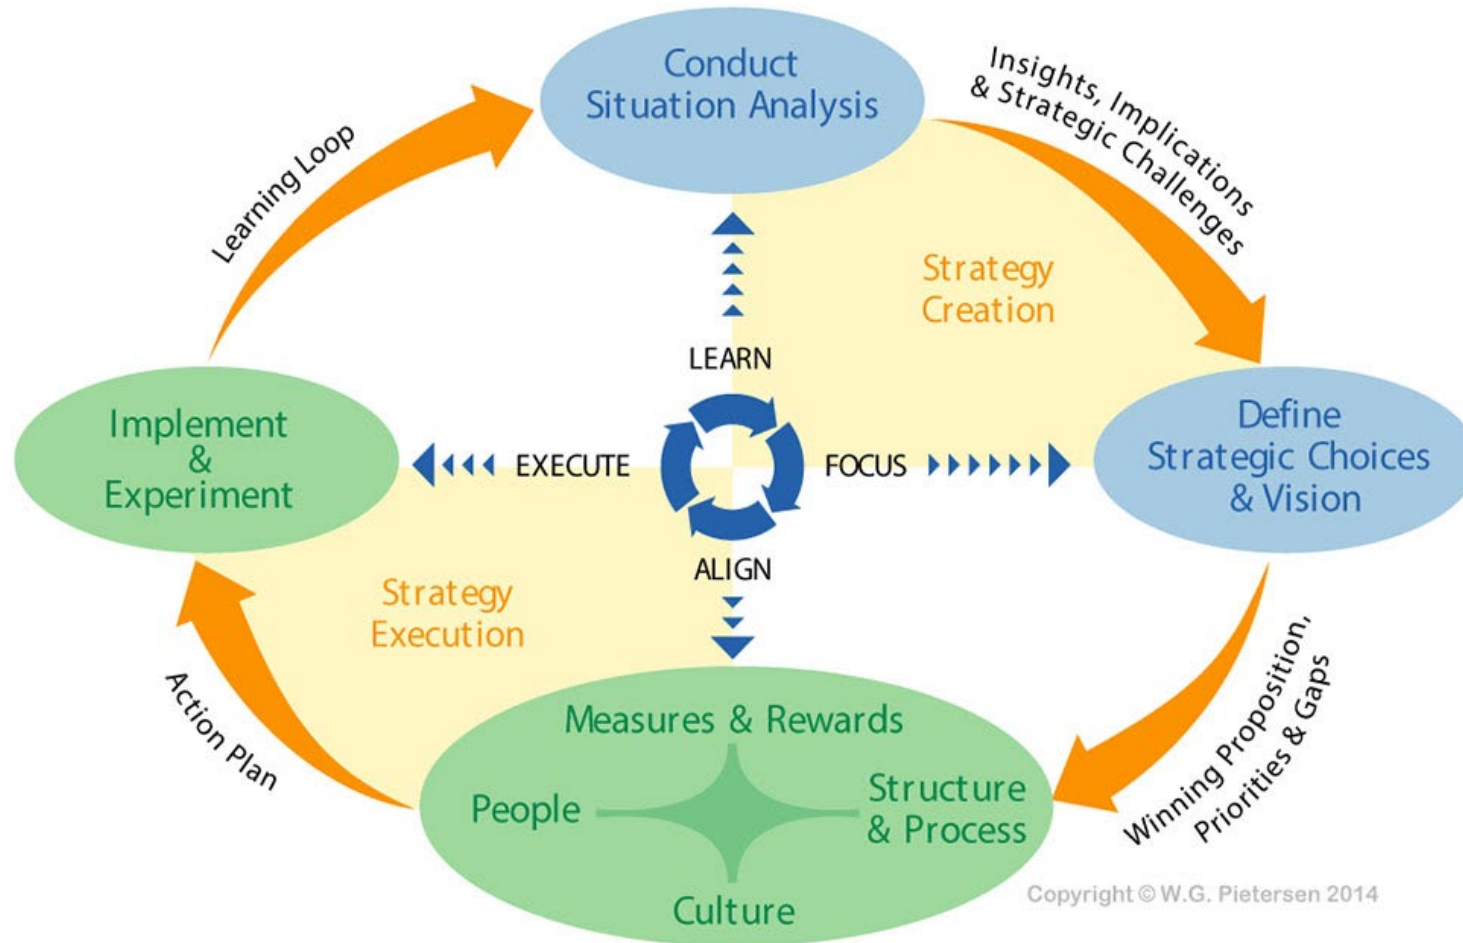 Conduct
Situation Analysis
Insights, Implications
& Strategic Challenges
Learning Loop
Strategy
Creation
LEARN
Implement
&
Experiment
EXECUTE
FOCUS
Define
Strategic Choices
& Vision
ALIGN
Strategy
Execution
Action Plan
Winning Proposition,
Priorities & Gaps
Measures & Rewards
People
Structure
& Process
Culture
Copyright © W.G. Pietersen 2014